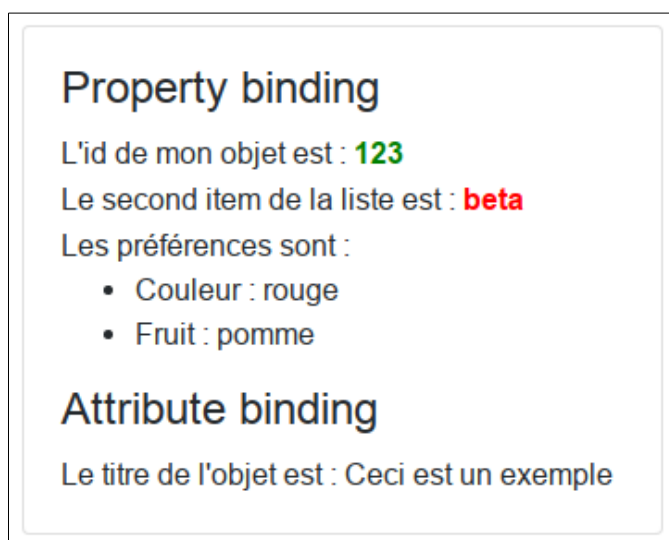 Property binding
L'id de mon objet est : 123
Le second item de la liste est : beta
Les préférences sont :
• Couleur : rouge
• Fruit : pomme
Attribute binding
Le titre de l'objet est : Ceci est un exemple